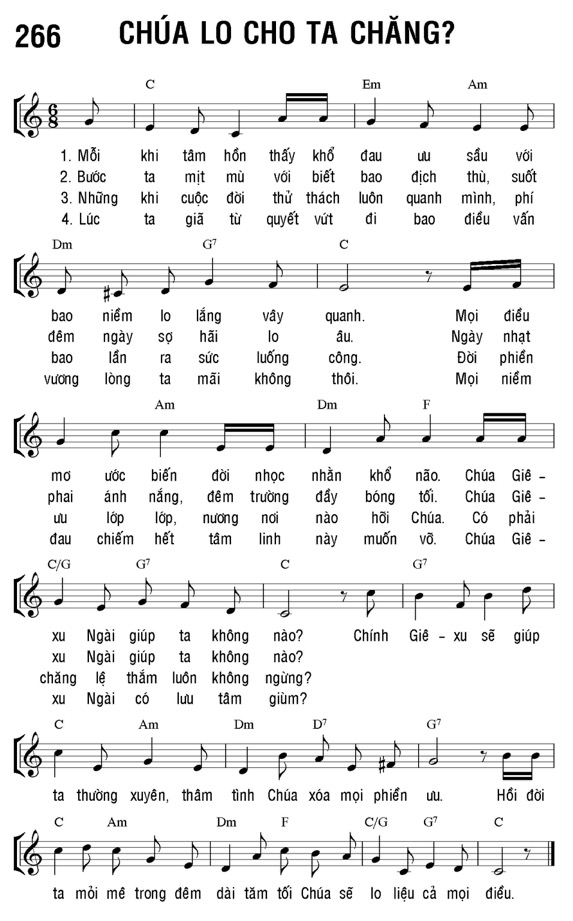 266 CHÚA LO CHO TA CHĂNG?
C Em Am
6
8
1. Mỗi khi tâm hồn thấy khổ đau ưu sầu với
2. Bước ta mịt mù với biết bao địch thù, suốt
3. Những khi cuộc đời thử thách luôn quanh mình, phí
4. Lúc ta giã từ quyết vứt đi bao điều vấn
Dm G7 C
bao niềm lo lắng vây quanh. Mọi điều
đêm ngày sợ hãi lo âu. Ngày nhạt
bao lần ra sức luống công. Đời phiền
vương lòng ta mãi không thôi. Mọi niềm
Am Dm F
mơ ước biến đời nhọc nhằn khổ não. Chúa Giê –
phai ánh nắng, đêm trường đầy bóng tối. Chúa Giê –
ưu lớp lớp, nương nơi nào hỡi Chúa. Có phải
đau chiếm hết tâm linh này muốn vỡ. Chúa Giê –
C/G G7 C G7
xu Ngài giúp ta không nào? Chính Giê – xu sẽ giúp
xu Ngài giúp ta không nào?
chăng lệ thắm luôn không ngừng?
xu Ngài có lưu tâm giùm?
C Am Dm D7 G7
ta thường xuyên, thâm tình Chúa xóa mọi phiền ưu. Hồi đời
C Am Dm F C/G G7 C
ta mỏi mê trong đêm dài tăm tối Chúa sẽ lo liệu cả mọi điều.